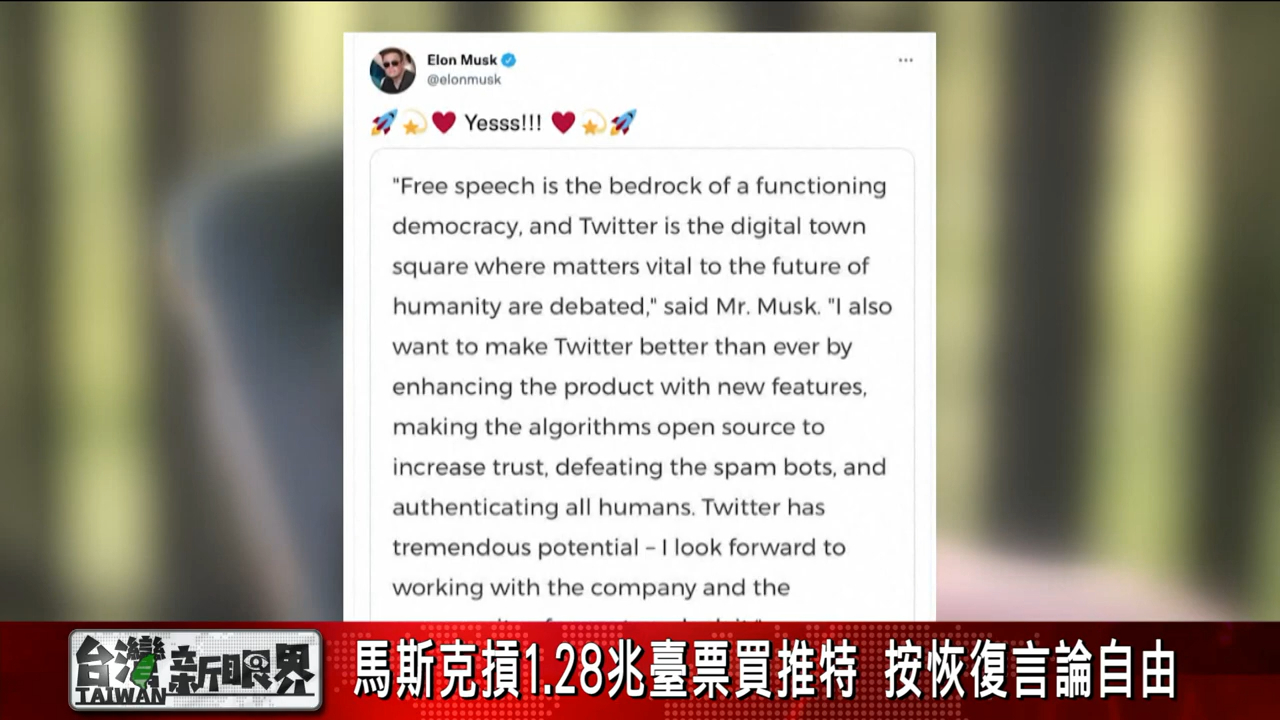 Elon Musk
@elonmusk
🚀💫❤️ Yesss!!! ❤️💫🚀
"Free speech is the bedrock of a functioning
democracy, and Twitter is the digital town
square where matters vital to the future of
humanity are debated," said Mr. Musk. "I also
want to make Twitter better than ever by
enhancing the product with new features,
making the algorithms open source to
increase trust, defeating the spam bots, and
authenticating all humans. Twitter has
tremendous potential – I look forward to
working with the company and the
台灣新眼界
TAIWAN
馬斯克摃1.28兆臺票買推特 按恢復言論自由